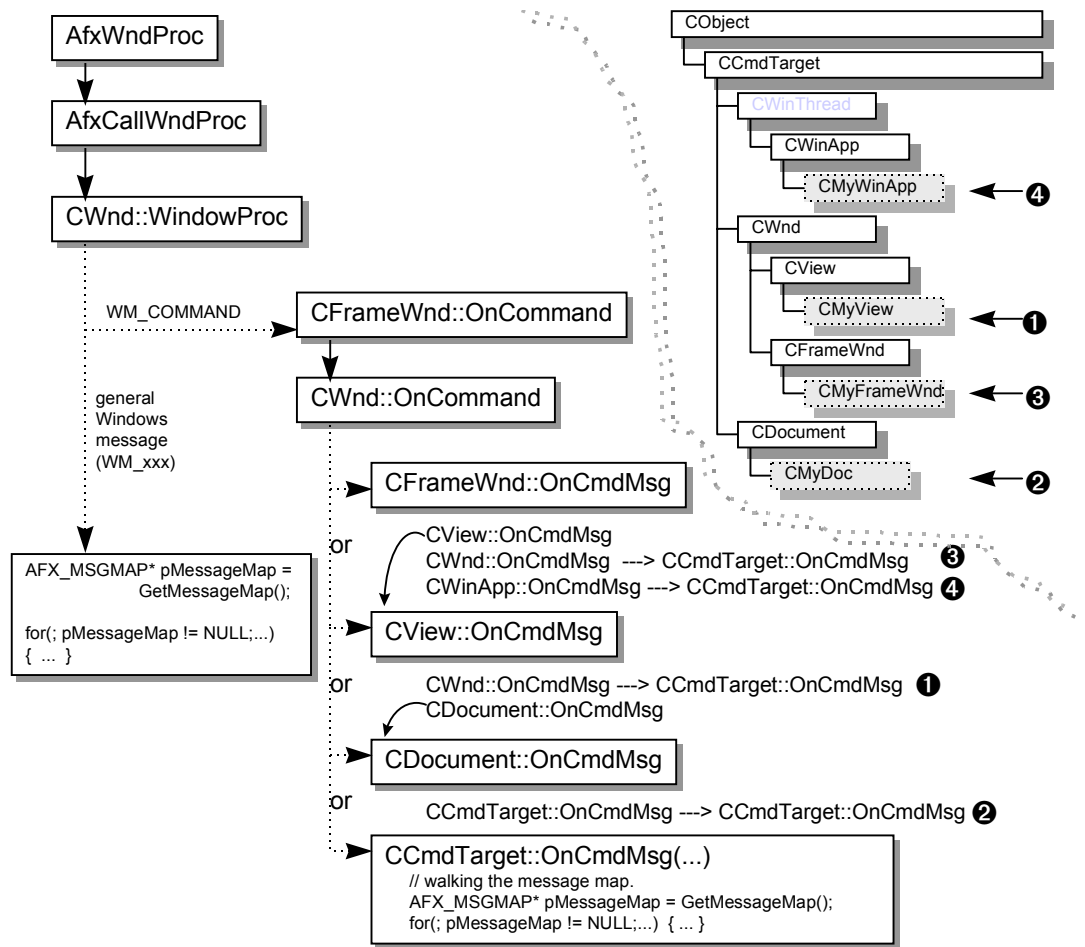 AfxWndProc
AfxCallWndProc
CWnd::WindowProc
WM_COMMAND
general
Windows
message
(WM_xxx)
AFX_MSGMAP* pMessageMap =
GetMessageMap();
for(; pMessageMap != NULL;...)
{ ... }
CFrameWnd::OnCommand
CWnd::OnCommand
CFrameWnd::OnCmdMsg
or
CView::OnCmdMsg
CWnd::OnCmdMsg ---> CCmdTarget::OnCmdMsg ❸
CWinApp::OnCmdMsg ---> CCmdTarget::OnCmdMsg ❹
CView::OnCmdMsg
or
CWnd::OnCmdMsg ---> CCmdTarget::OnCmdMsg ❶
CDocument::OnCmdMsg
CDocument::OnCmdMsg
or
CCmdTarget::OnCmdMsg ---> CCmdTarget::OnCmdMsg ❷
CCmdTarget::OnCmdMsg(...)
// walking the message map.
AFX_MSGMAP* pMessageMap = GetMessageMap();
for(; pMessageMap != NULL;...) { ... }
CObject
CCmdTarget
CWinThread
CWinApp
CMyWinApp ❹
CWnd
CView
CMyView ❶
CFrameWnd
CMyFrameWnd ❸
CDocument
CMyDoc ❷